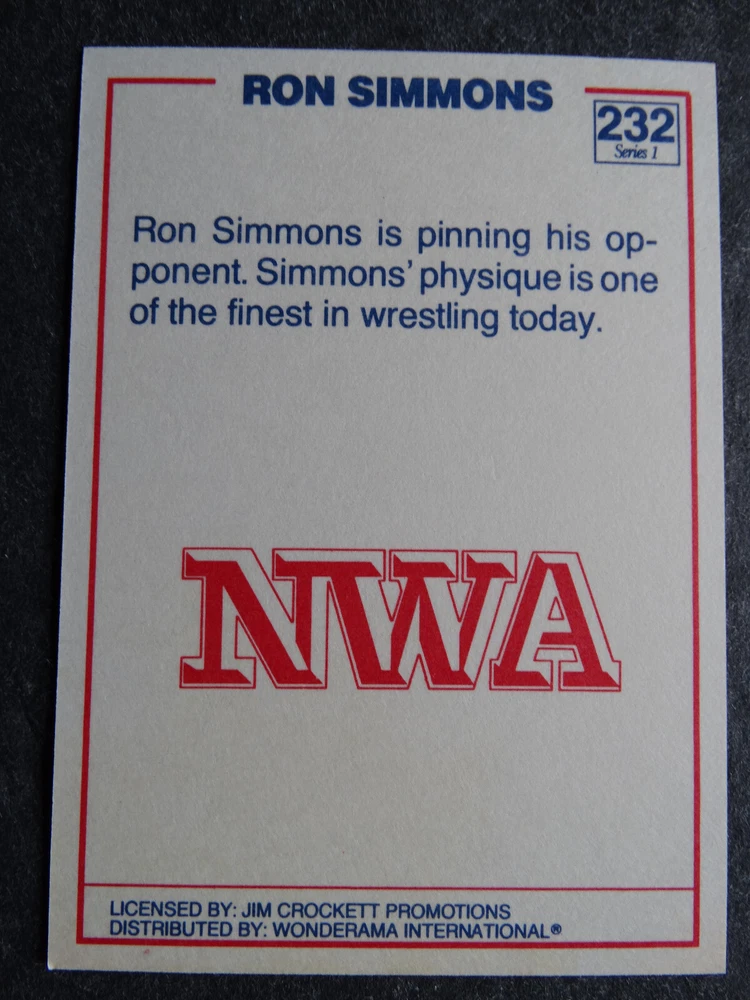 RON SIMMONS
232
Series 1
Ron Simmons is pinning his op-
ponent. Simmons' physique is one
of the finest in wrestling today.
NWA
LICENSED BY: JIM CROCKETT PROMOTIONS
DISTRIBUTED BY: WONDERAMA INTERNATIONAL®